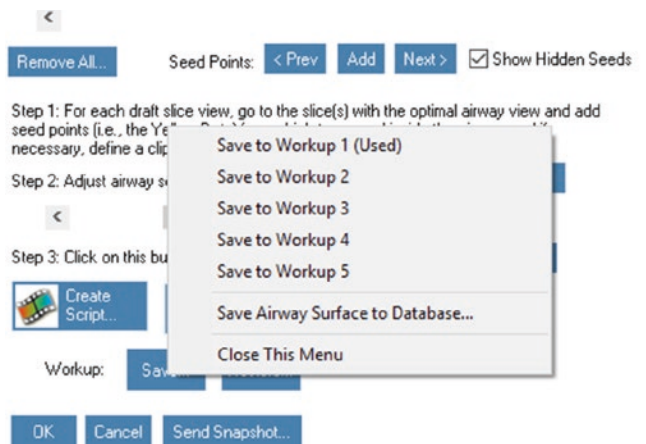 Remove All... Seed Points: < Prev Add Next > Show Hidden Seeds
Step 1: For each draft slice view, go to the slice(s) with the optimal airway view and add
seed points (i.e., the
necessary, define a
Save to Workup 1 (Used)
Save to Workup 2
Step 2: Adjust airway
Save to Workup 3
Save to Workup 4
Step 3: Click on this
Save to Workup 5
Create
Script...
Save Airway Surface to Database...
Close This Menu
Workup:
OK Cancel Send Snapshot...